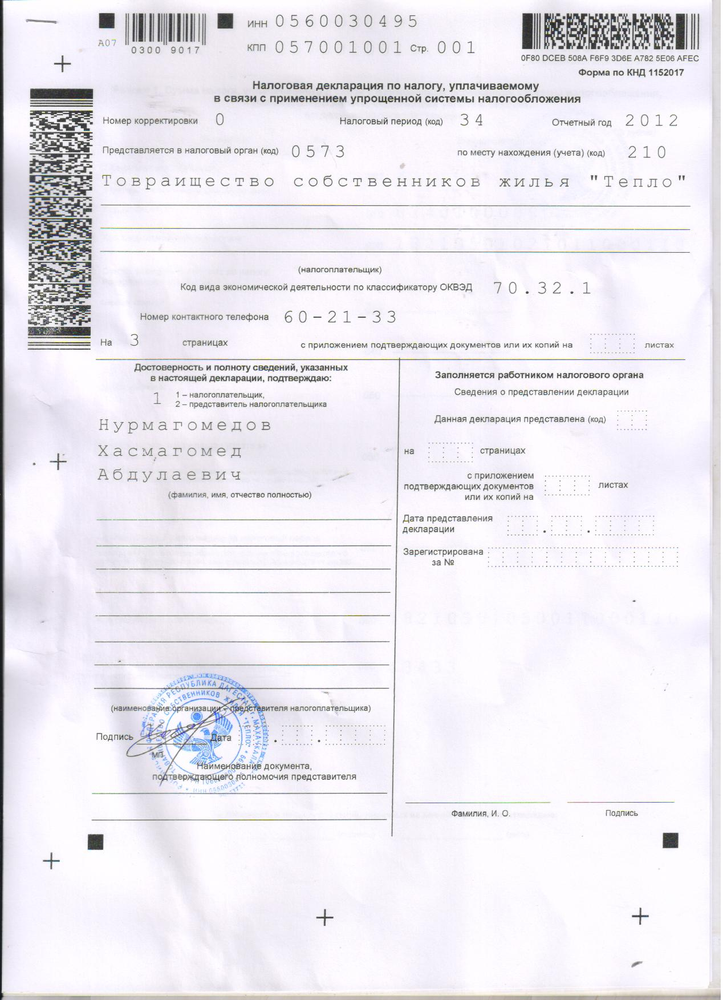 А07
0300 9017
ИНН 0560030495
КПП 057001001 Стр. 001
0F80 DCEB 508A F6F9 3D6E A782 5E06 AFEC
Форма по КНД 1152017
Налоговая декларация по налогу, уплачиваемому
в связи с применением упрощенной системы налогообложения
Номер корректировки 0 Налоговый период (код) 34 Отчетный год 2012
Представляется в налоговый орган (код) 0573 по месту нахождения (учета) (код) 210
Товраищество собственников жилья "Тепло"
(налогоплательщик)
Код вида экономической деятельности по классификатору ОКВЭД 70.32.1
Номер контактного телефона 60-21-33
На 3 страницах с приложением подтверждающих документов или их копий на листах
Достоверность и полноту сведений, указанных
в настоящей декларации, подтверждаю:
1 1 – налогоплательщик,
2 – представитель налогоплательщика
Нурмагомедов
Хасмагомед
Абдулаевич
(фамилия, имя, отчество полностью)
(наименование организации – представителя налогоплательщика)
Подпись Дата
МП
Наименование документа,
подтверждающего полномочия представителя
Заполняется работником налогового органа
Сведения о представлении декларации
Данная декларация представлена (код)
на страницах
с приложением
подтверждающих документов
или их копий на листах
Дата представления
декларации
Зарегистрирована
за №
Фамилия, И. О. Подпись
РЕСПУБЛИКА ДАГЕСТАН г. МАХАЧКАЛА
СОБСТВЕННИКОВ ЖИЛЬЯ "ТЕПЛО"